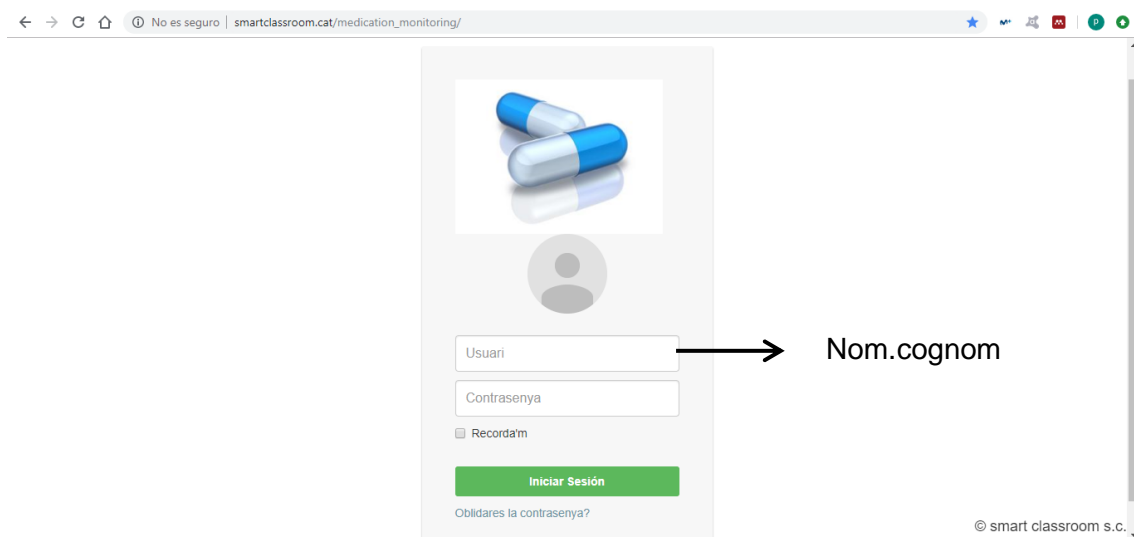 No es seguro | smartclassroom.cat/medication_monitoring/
Usuari
Nom.cognom
Contrasenya
Recorda'm
Iniciar Sesión
Oblidares la contrasenya?
© smart classroom s.c.